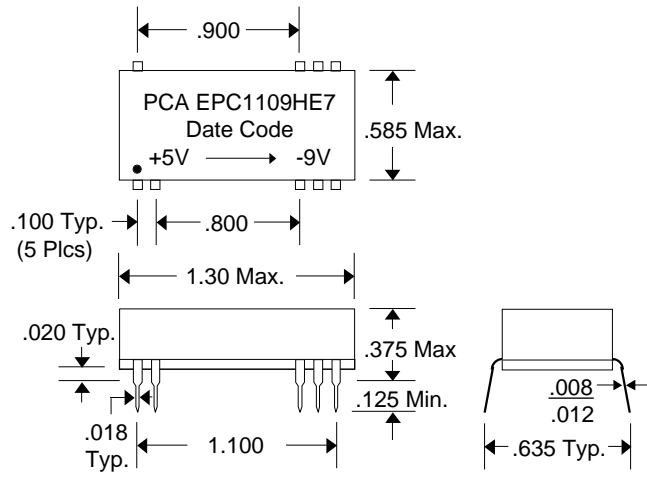 .900
PCA EPC1109HE7
Date Code
+5V
-9V
.585 Max.
.100 Typ.
(5 Plcs)
.800
1.30 Max.
.020 Typ.
.375 Max
.125 Min.
.018
Typ.
1.100
.008
.012
.635 Typ.